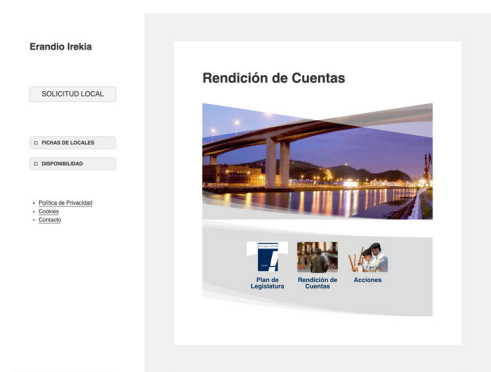 Erandio Irekia
SOLICITUD LOCAL
FICHAS DE LOCALES
DISPONIBILIDAD
Política de Privacidad
Cookies
Contacto
Rendición de Cuentas
Plan de
Legislatura
Rendición de
Cuentas
Acciones